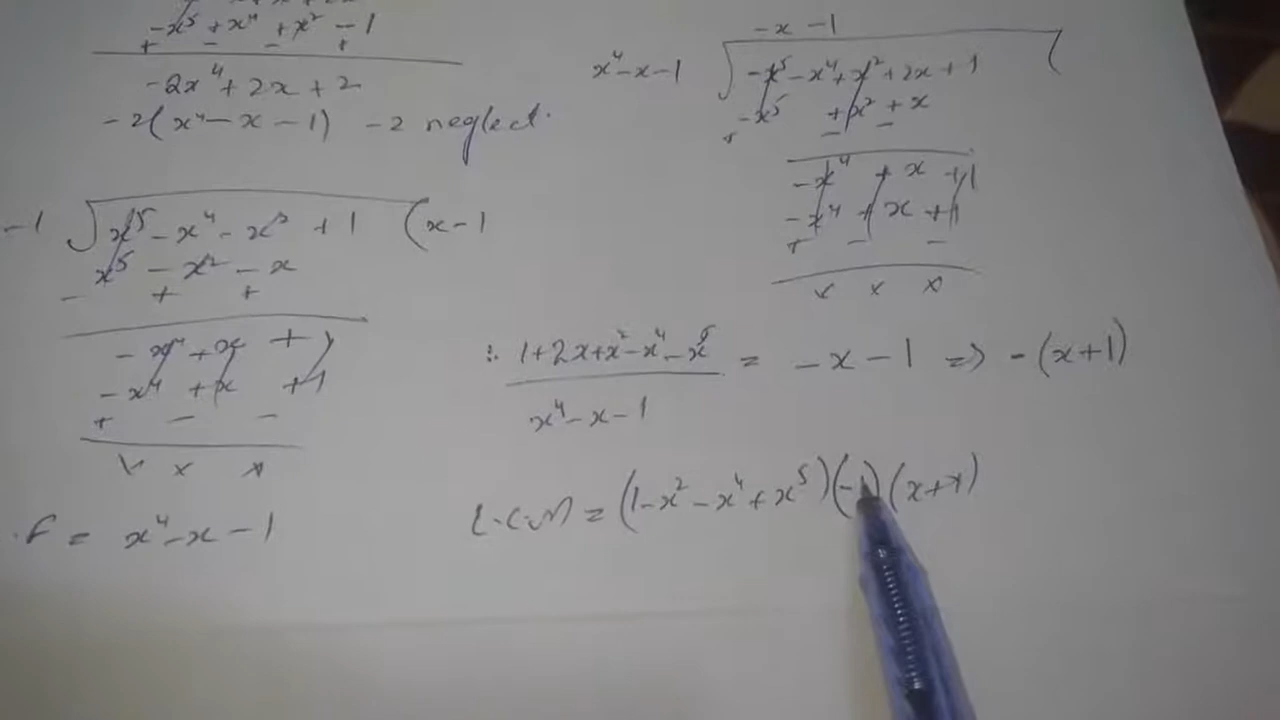 -x⁵ + x⁴ + x² - 1
+ - - +
-2x⁴ + 2x + 2
-2(x⁴ - x - 1) -2 neglect.
-1 x⁵ - x⁴ - x² + 1 (x - 1
x⁵ - x² - x
- + +
-x⁴ + x + 1
-x⁴ + x + 1
+ - -
x x x
.F = x⁴ - x - 1
-x -1
x⁴ - x - 1 -x⁵ - x⁴ + x² + 2x + 1 (
-x⁵ + x² + x
+ - -
-x⁴ + x + 1
-x⁴ + x + 1
+ - -
x x x
∴ 1 + 2x + x² - x⁴ - x⁵ = -x - 1 => -(x + 1)
x⁴ - x - 1
L.C.M = (1 - x² - x⁴ + x⁵)(-1)(x + 1)